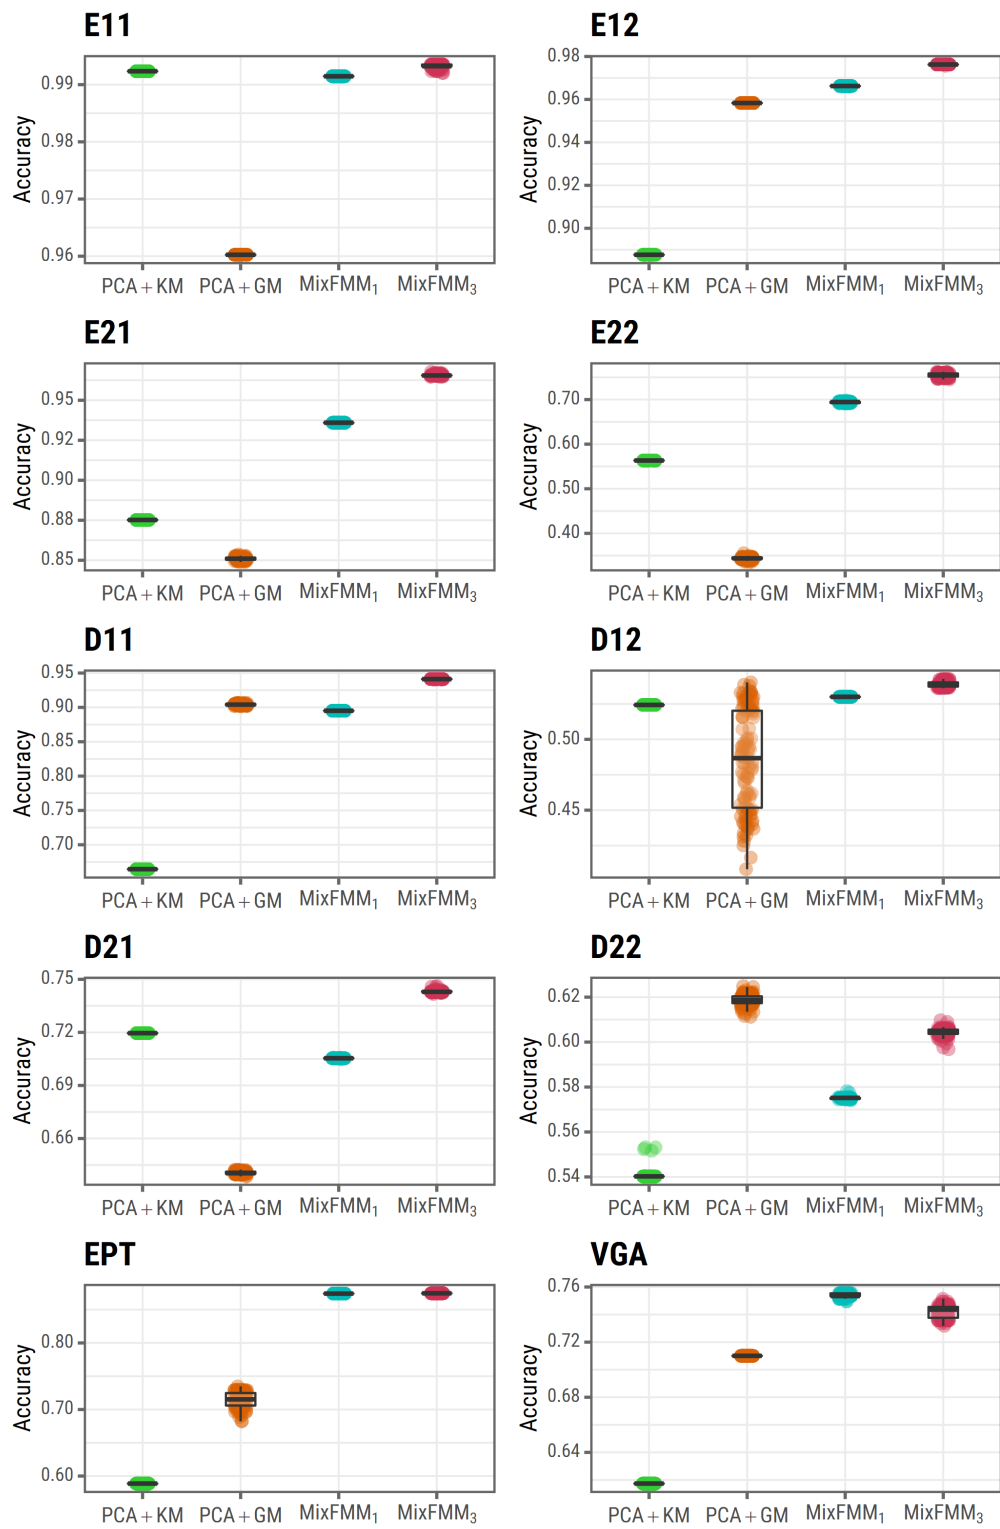 E11
Accuracy
0.99
0.98
0.97
0.96
PCA + KM PCA + GM MixFMM₁ MixFMM₃
E12
Accuracy
0.98
0.96
0.94
0.92
0.90
PCA + KM PCA + GM MixFMM₁ MixFMM₃
E21
Accuracy
0.95
0.92
0.90
0.88
0.85
PCA + KM PCA + GM MixFMM₁ MixFMM₃
E22
Accuracy
0.70
0.60
0.50
0.40
PCA + KM PCA + GM MixFMM₁ MixFMM₃
D11
Accuracy
0.95
0.90
0.85
0.80
0.75
0.70
PCA + KM PCA + GM MixFMM₁ MixFMM₃
D12
Accuracy
0.50
0.45
PCA + KM PCA + GM MixFMM₁ MixFMM₃
D21
Accuracy
0.75
0.72
0.69
0.66
PCA + KM PCA + GM MixFMM₁ MixFMM₃
D22
Accuracy
0.62
0.60
0.58
0.56
0.54
PCA + KM PCA + GM MixFMM₁ MixFMM₃
EPT
Accuracy
0.80
0.70
0.60
PCA + KM PCA + GM MixFMM₁ MixFMM₃
VGA
Accuracy
0.76
0.72
0.68
0.64
PCA + KM PCA + GM MixFMM₁ MixFMM₃